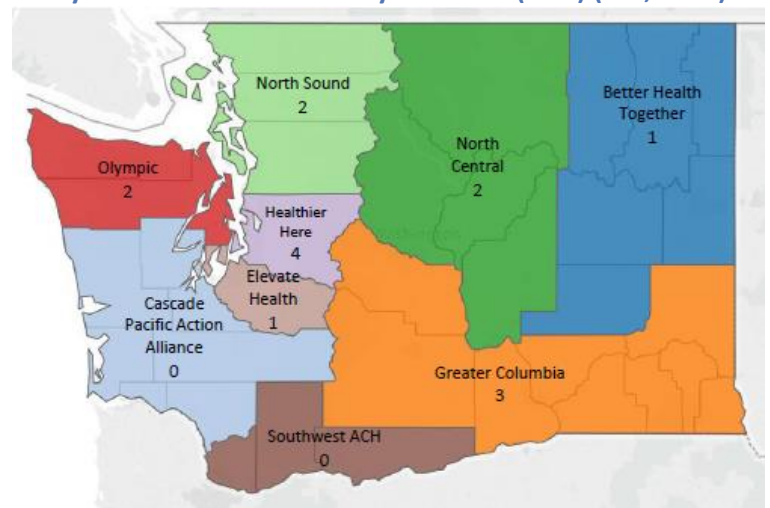 North Sound
2
Better Health
Together
1
North
Central
2
Olympic
2
Healthier
Here
4
Elevate
Health
1
Cascade
Pacific Action
Alliance
0
Greater Columbia
3
Southwest ACH
0